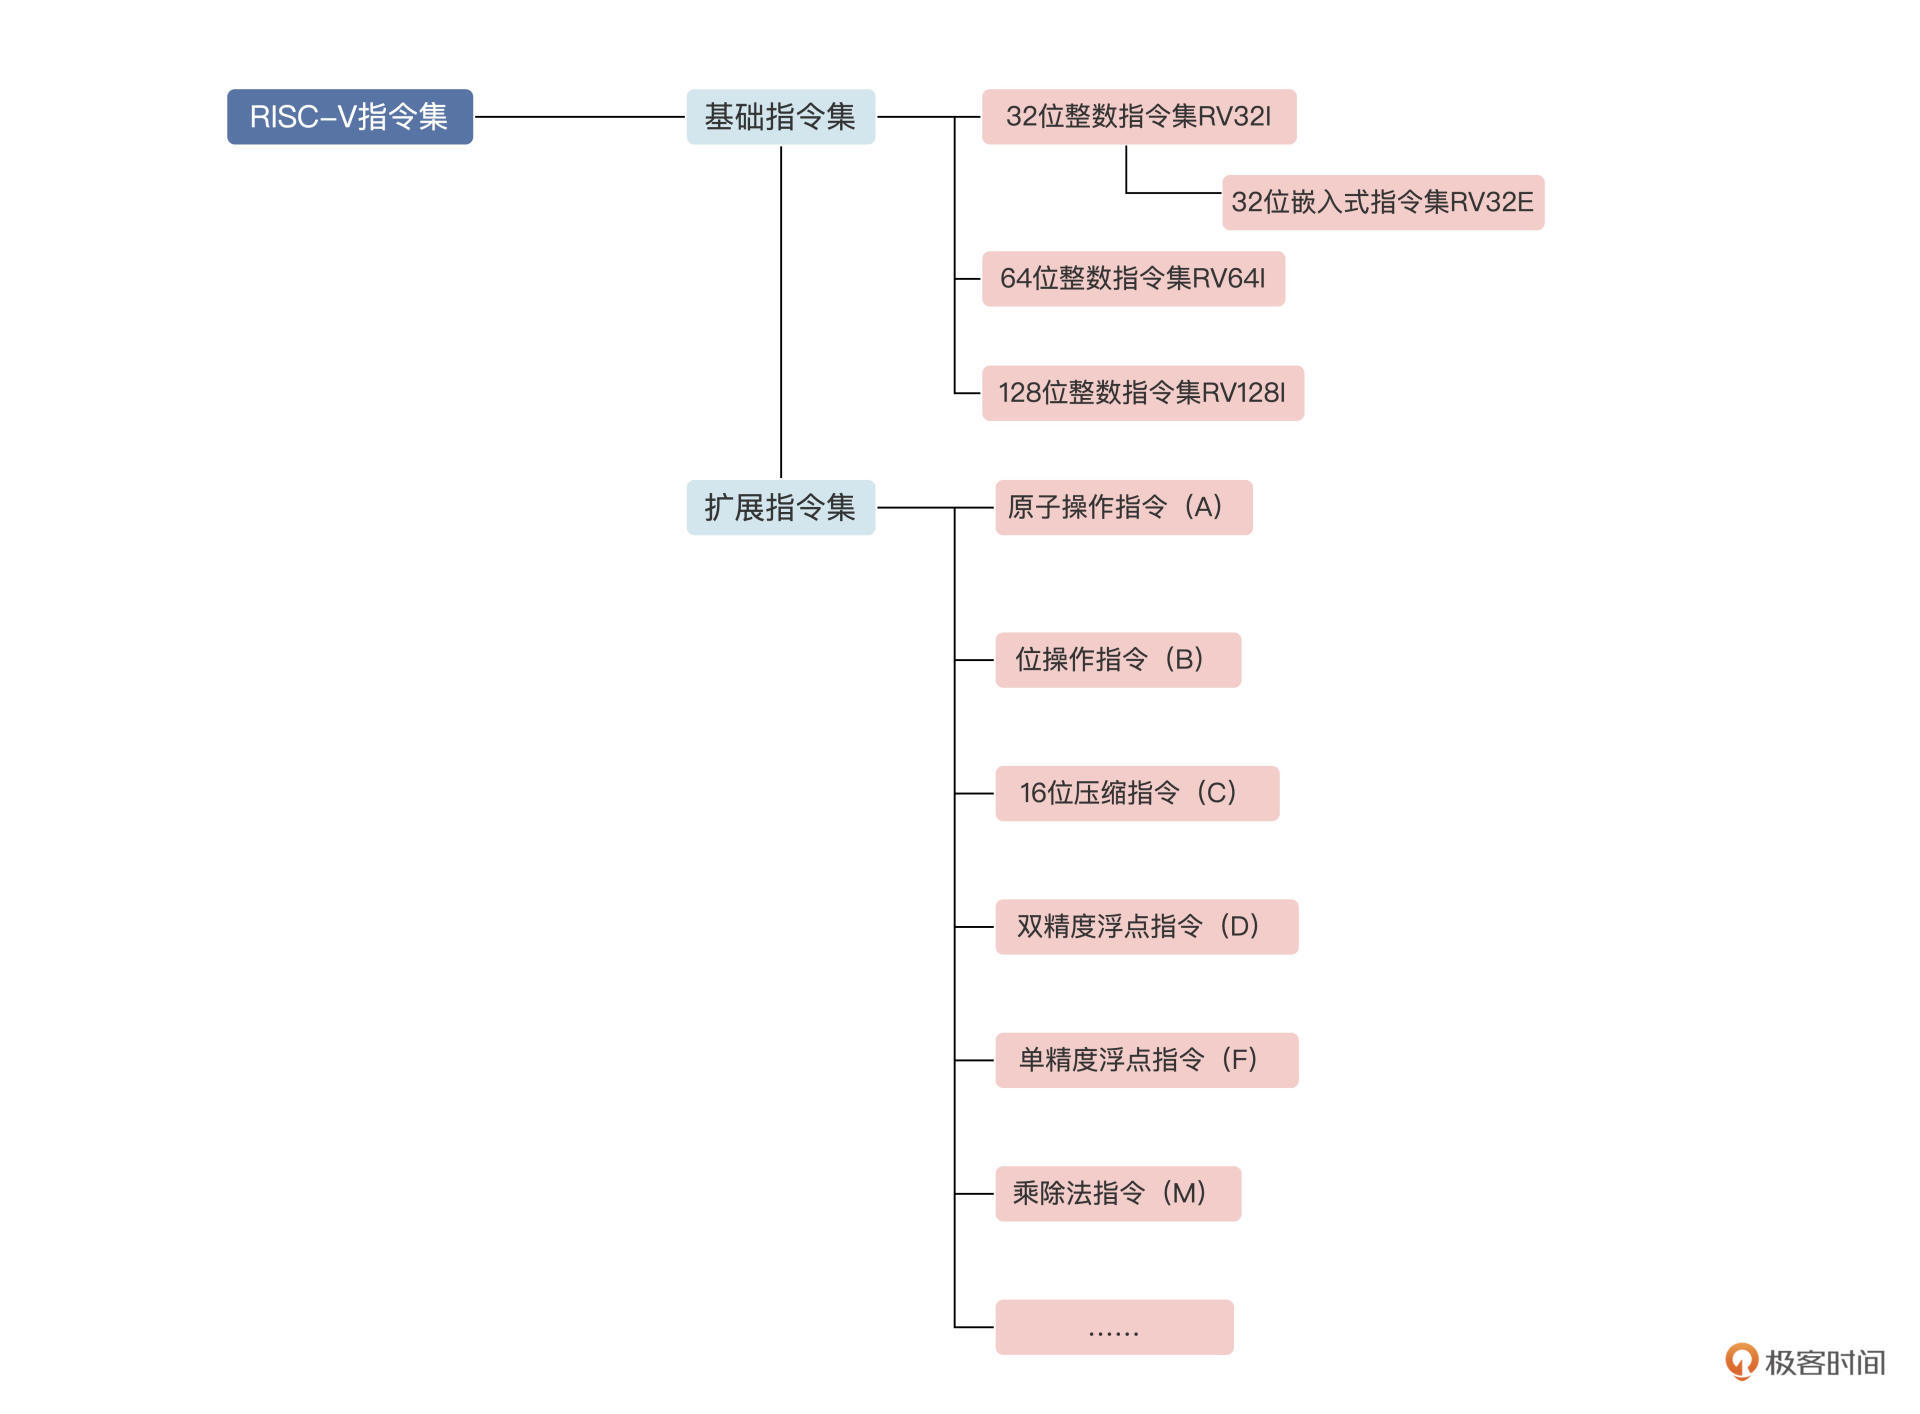 RISC-V指令集
基础指令集
32位整数指令集RV32I
32位嵌入式指令集RV32E
64位整数指令集RV64I
128位整数指令集RV128I
扩展指令集
原子操作指令（A）
位操作指令（B）
16位压缩指令（C）
双精度浮点指令（D）
单精度浮点指令（F）
乘除法指令（M）
……
极客时间